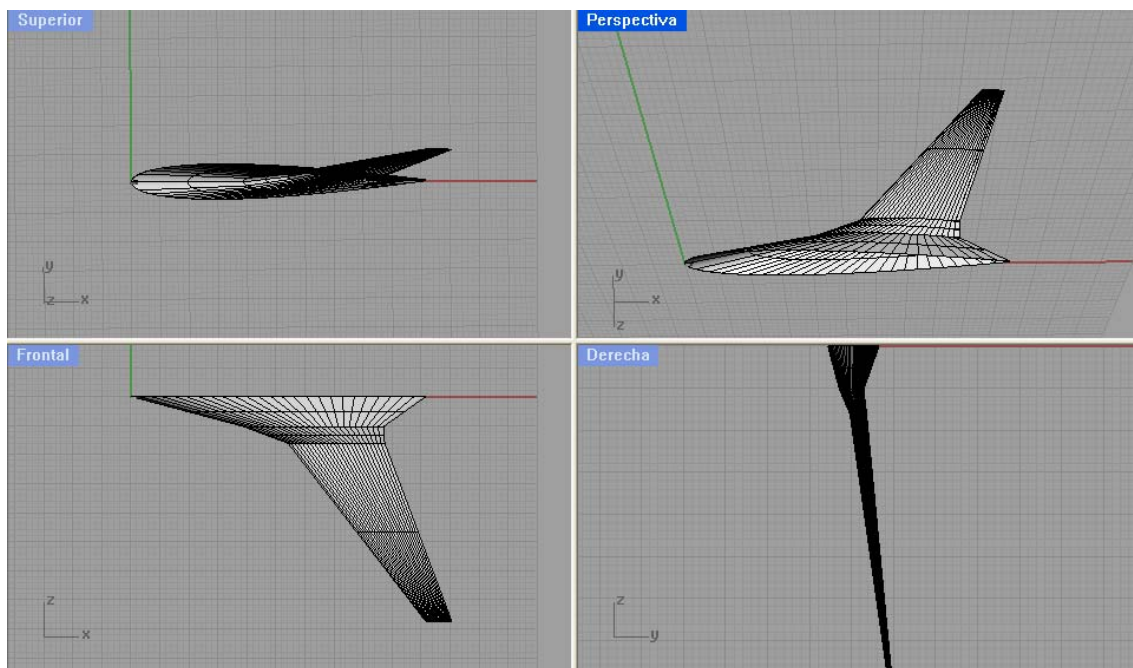 Superior
y
z x
Perspectiva
y
x
z
Frontal
z
x
Derecha
z
y